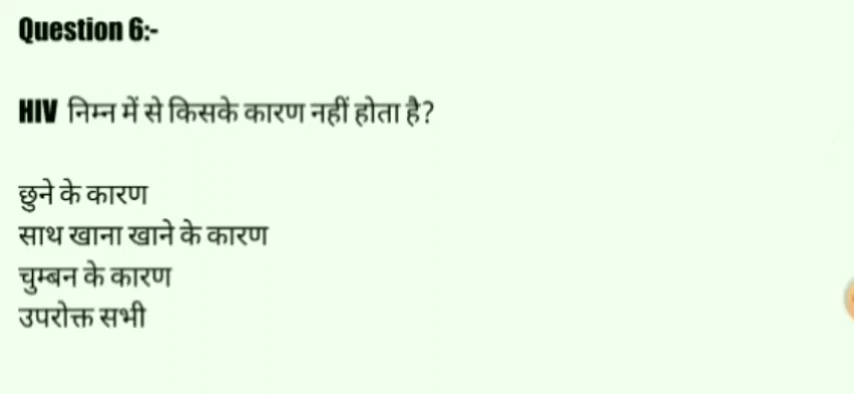 Question 6:-
HIV निम्न में से किसके कारण नहीं होता है?
छुने के कारण
साथ खाना खाने के कारण
चुम्बन के कारण
उपरोक्त सभी